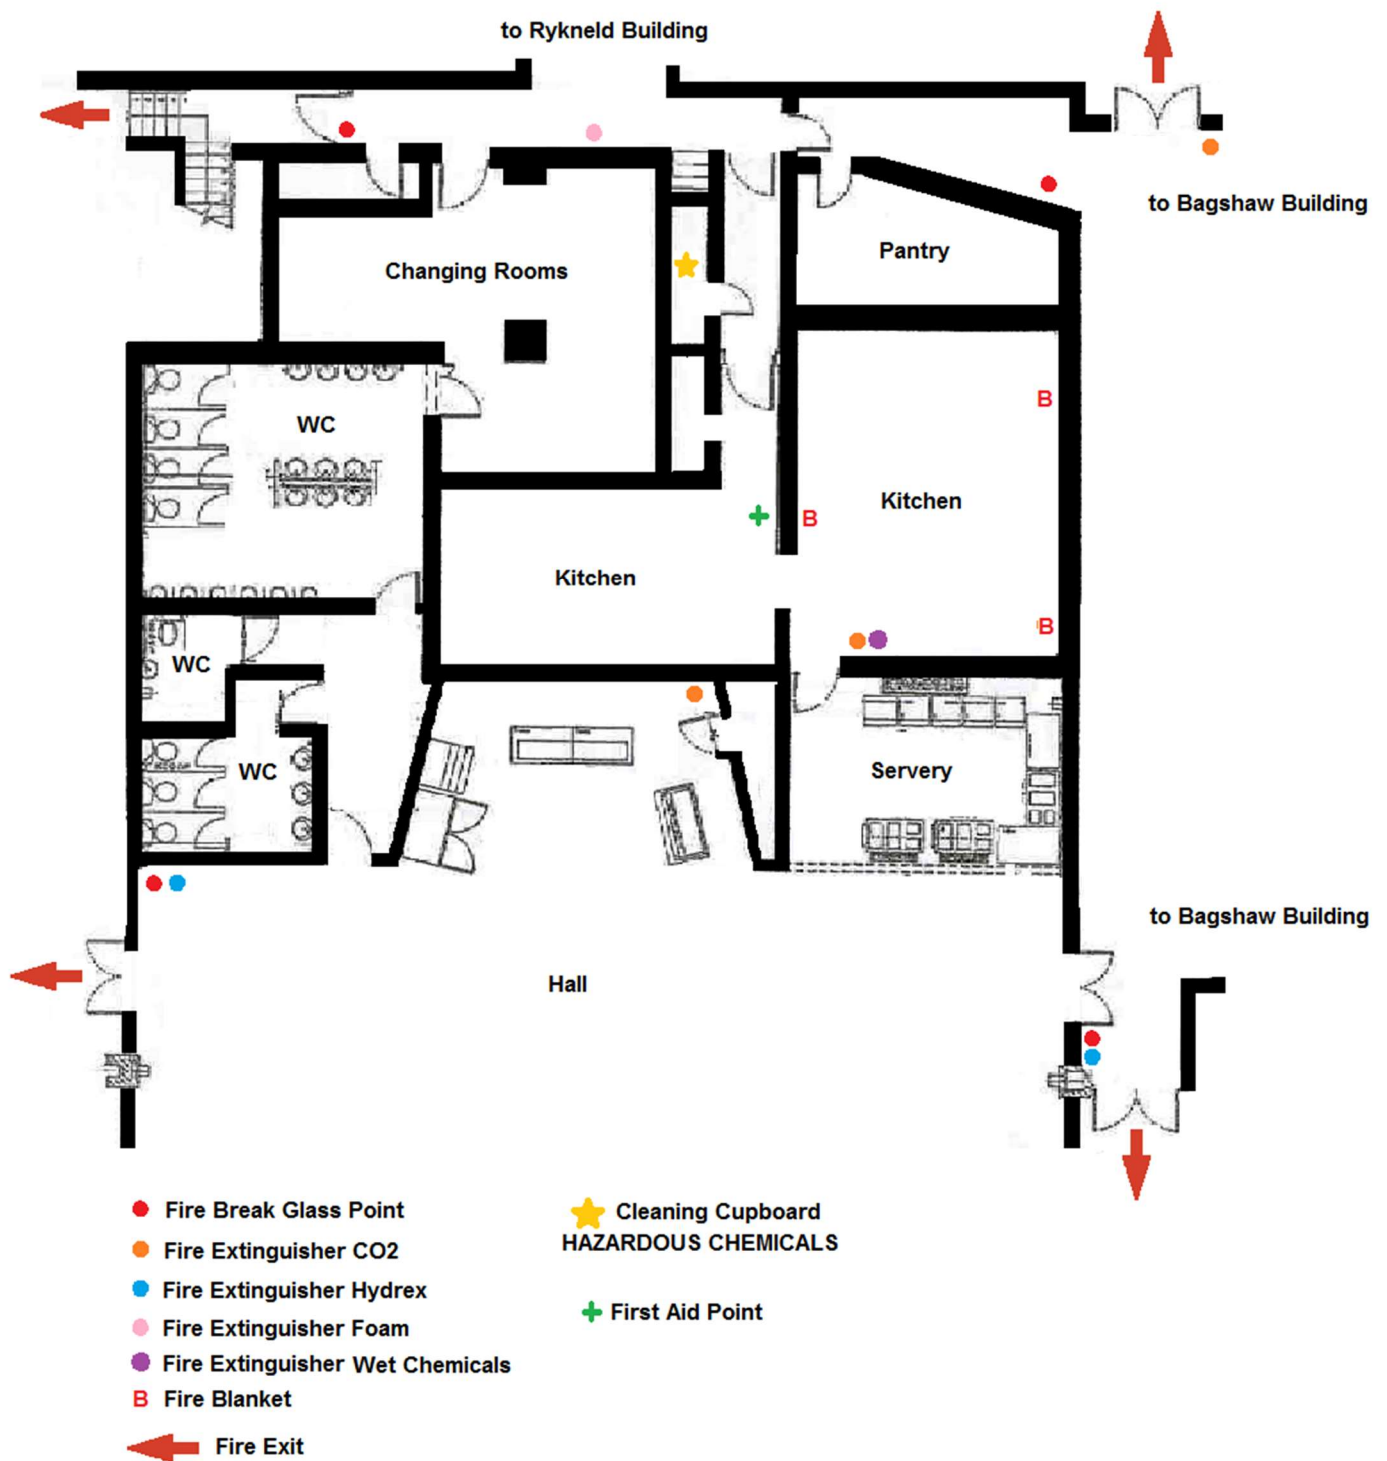 to Rykneld Building
to Bagshaw Building
Pantry
Changing Rooms
B
WC
Kitchen
B
Kitchen
B
WC
WC
Servery
to Bagshaw Building
Hall
Fire Break Glass Point
Fire Extinguisher CO2
Fire Extinguisher Hydrex
Fire Extinguisher Foam
Fire Extinguisher Wet Chemicals
B Fire Blanket
Fire Exit
Cleaning Cupboard
HAZARDOUS CHEMICALS
First Aid Point